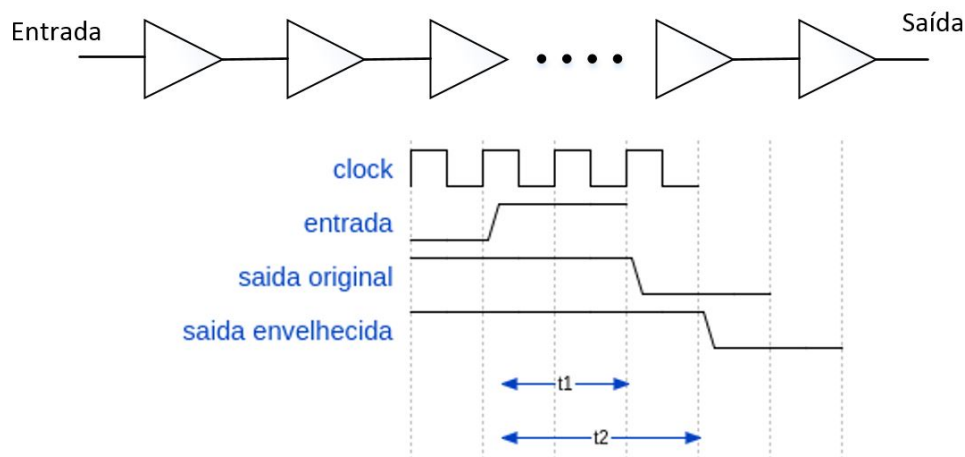 Entrada
Saída
clock
entrada
saida original
saida envelhecida
t1
t2